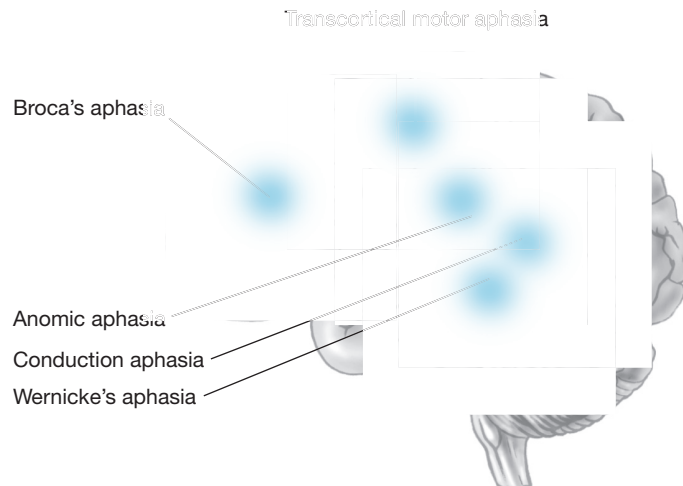 Transcortical motor aphasia
Broca's aphasia
Anomic aphasia
Conduction aphasia
Wernicke's aphasia